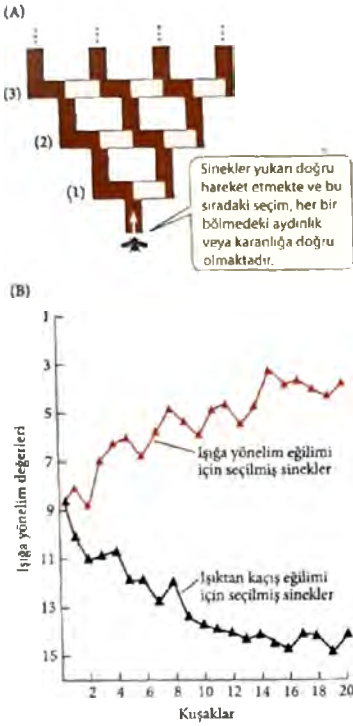 (A)
(3)
(2)
(1)
Sinekler yukarı doğru
hareket etmekte ve bu
sıradaki seçim, her bir
bölmedeki aydınlık
veya karanlığa doğru
olmaktadır.
(B)
Işığa yönelim değerleri
1
3
5
7
9
11
13
15
Işığa yönelim eğilimi
için seçilmiş sinekler
Işıktan kaçış eğilimi
için seçilmiş sinekler
2 4 6 8 10 12 14 16 18 20
Kuşaklar